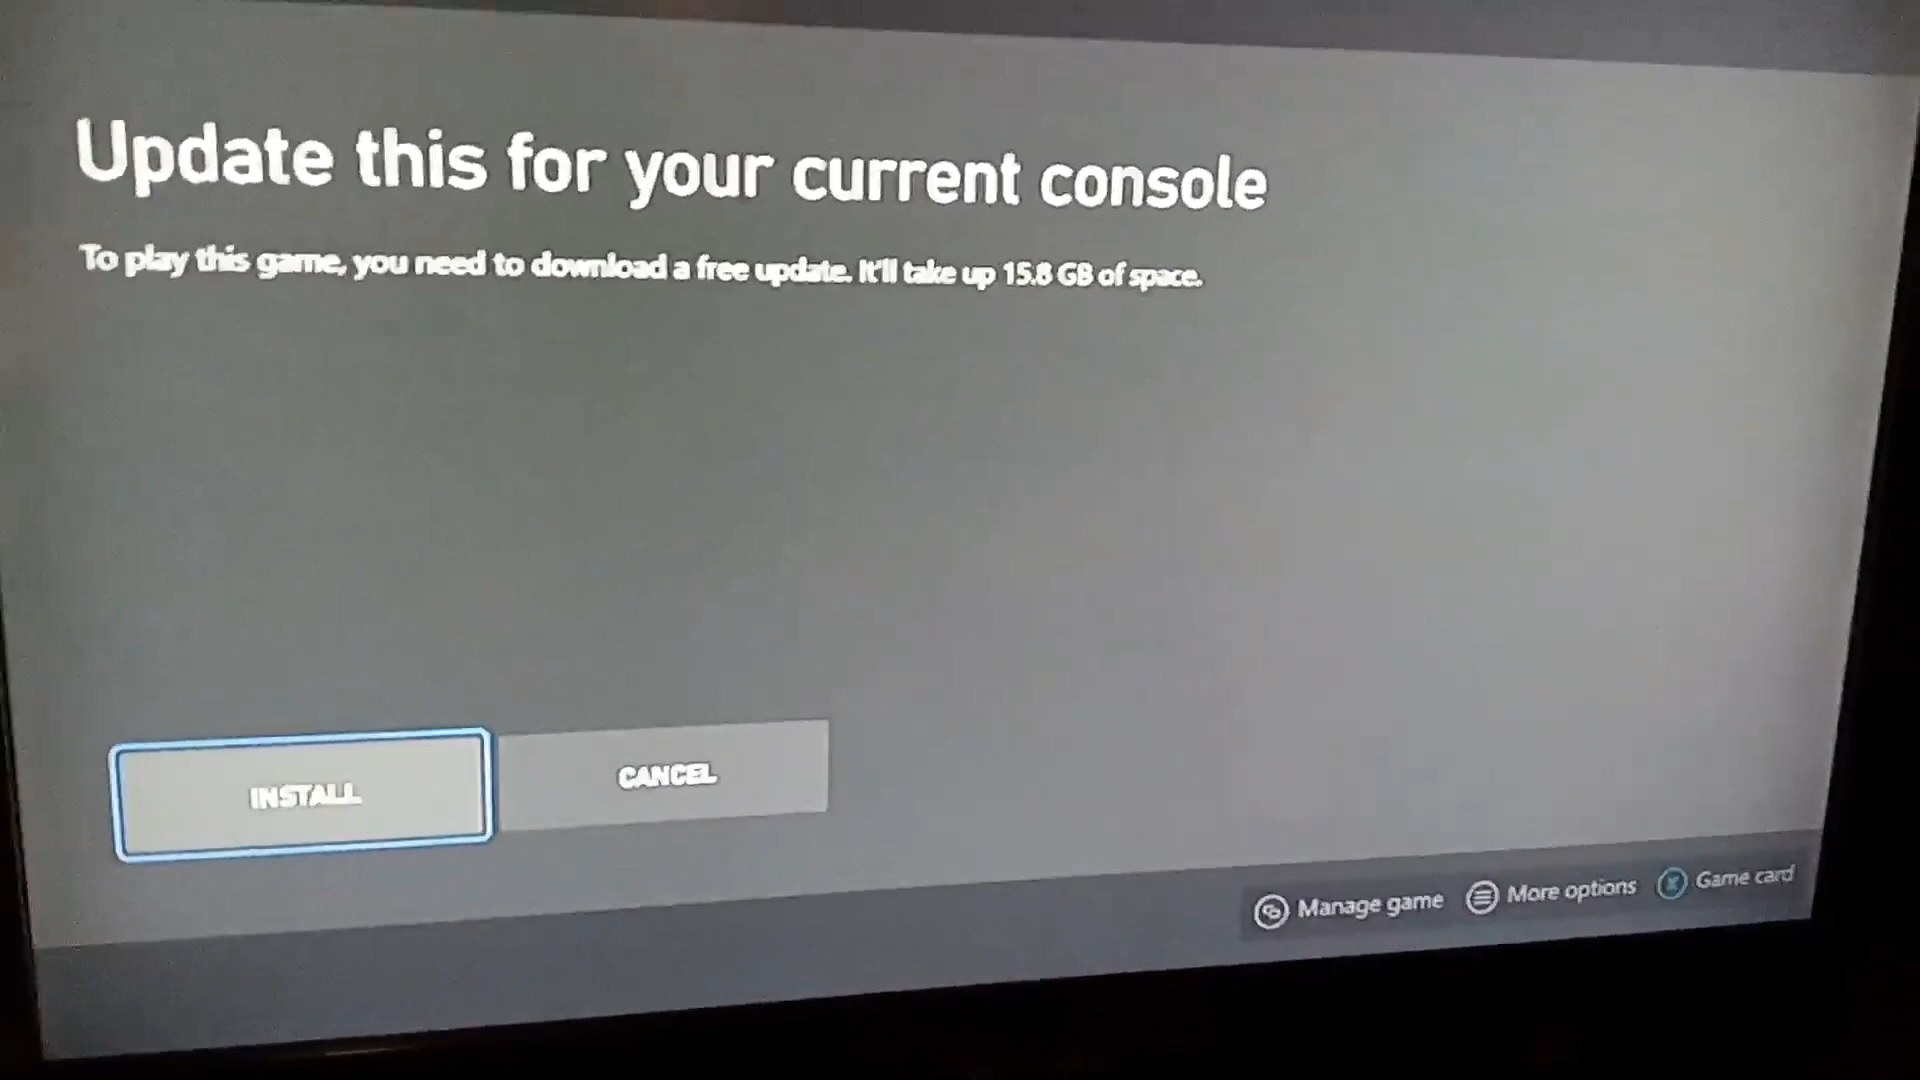 Update this for your current console
To play this game, you need to download a free update. It'll take up 15.8 GB of space.
INSTALL
CANCEL
Manage game
More options
X
Game card